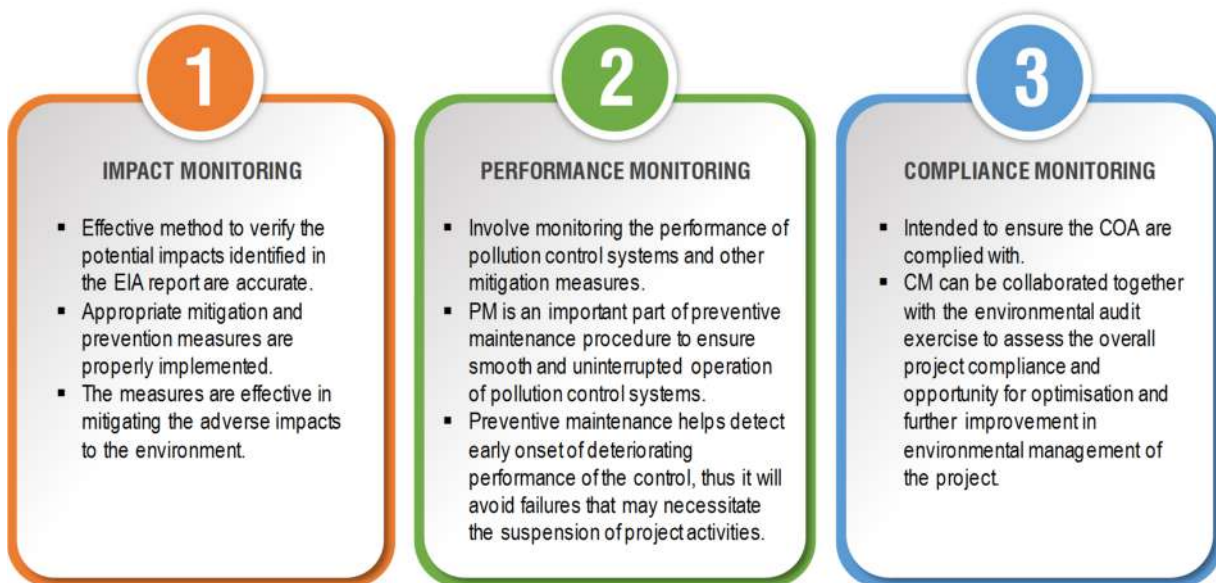 1
IMPACT MONITORING
▪ Effective method to verify the
potential impacts identified in
the EIA report are accurate.
▪ Appropriate mitigation and
prevention measures are
properly implemented.
▪ The measures are effective in
mitigating the adverse impacts
to the environment.
2
PERFORMANCE MONITORING
▪ Involve monitoring the performance of
pollution control systems and other
mitigation measures.
▪ PM is an important part of preventive
maintenance procedure to ensure
smooth and uninterrupted operation
of pollution control systems.
▪ Preventive maintenance helps detect
early onset of deteriorating
performance of the control, thus it will
avoid failures that may necessitate
the suspension of project activities.
3
COMPLIANCE MONITORING
▪ Intended to ensure the COA are
complied with.
▪ CM can be collaborated together
with the environmental audit
exercise to assess the overall
project compliance and
opportunity for optimisation and
further improvement in
environmental management of
the project.